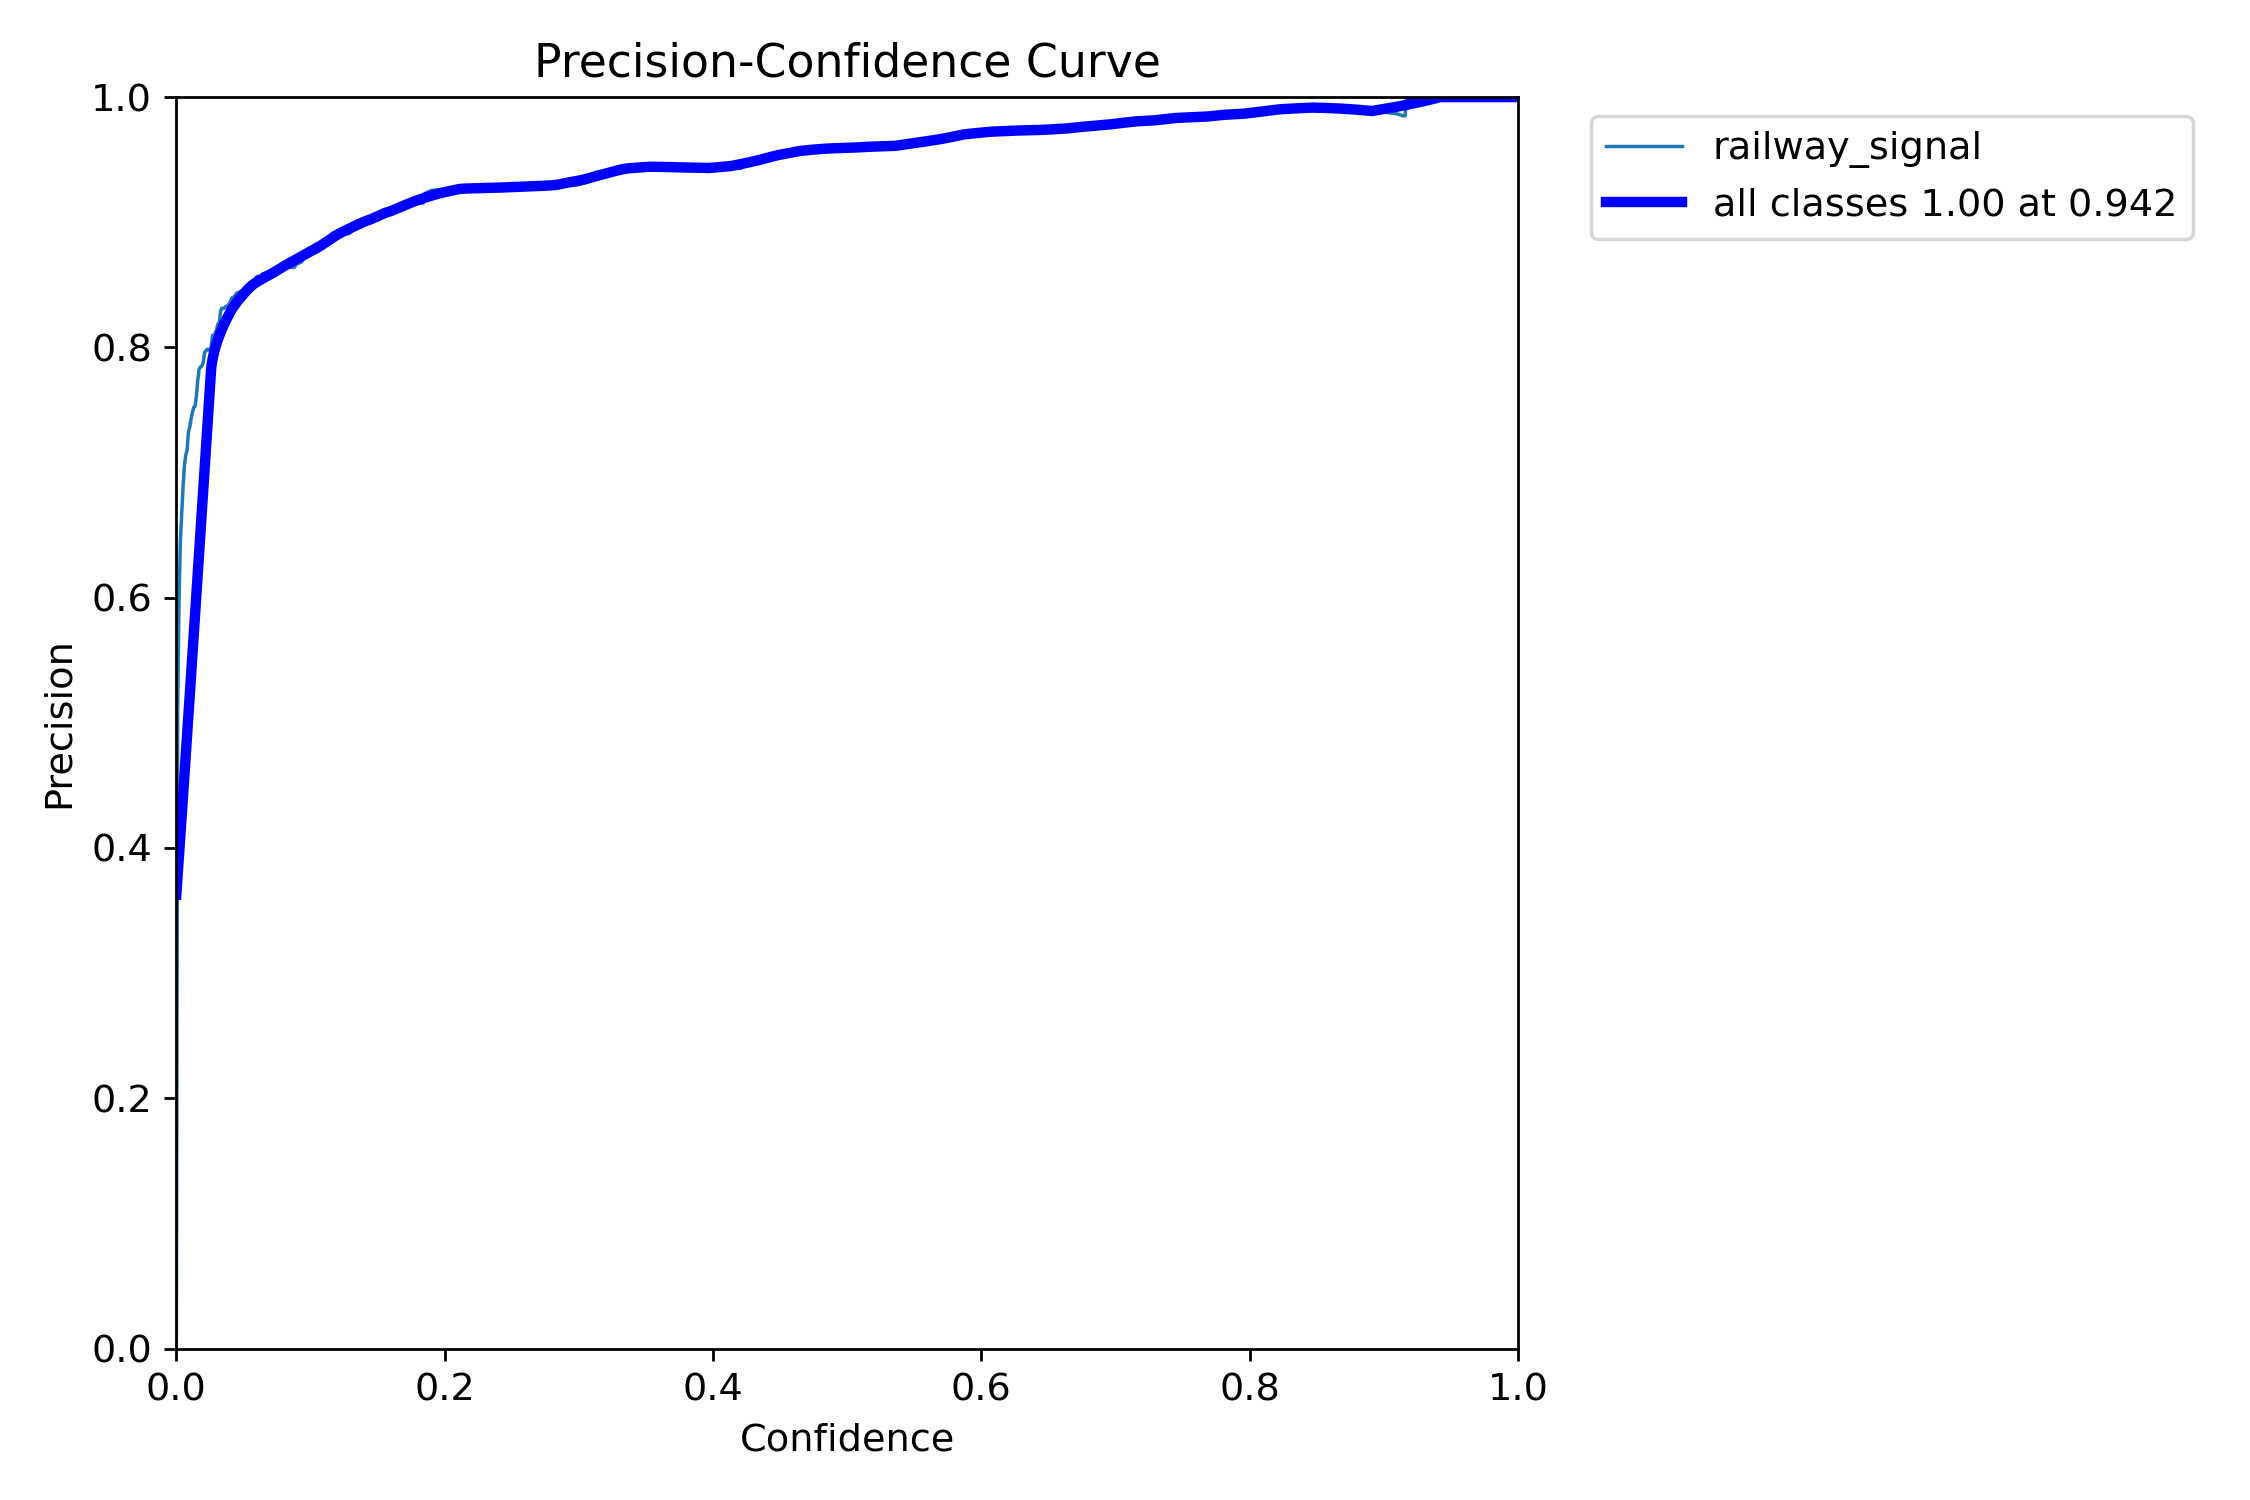 Precision-Confidence Curve
1.0
0.8
0.6
0.4
0.2
0.0
Precision
0.0 0.2 0.4 0.6 0.8 1.0
Confidence
railway_signal
all classes 1.00 at 0.942